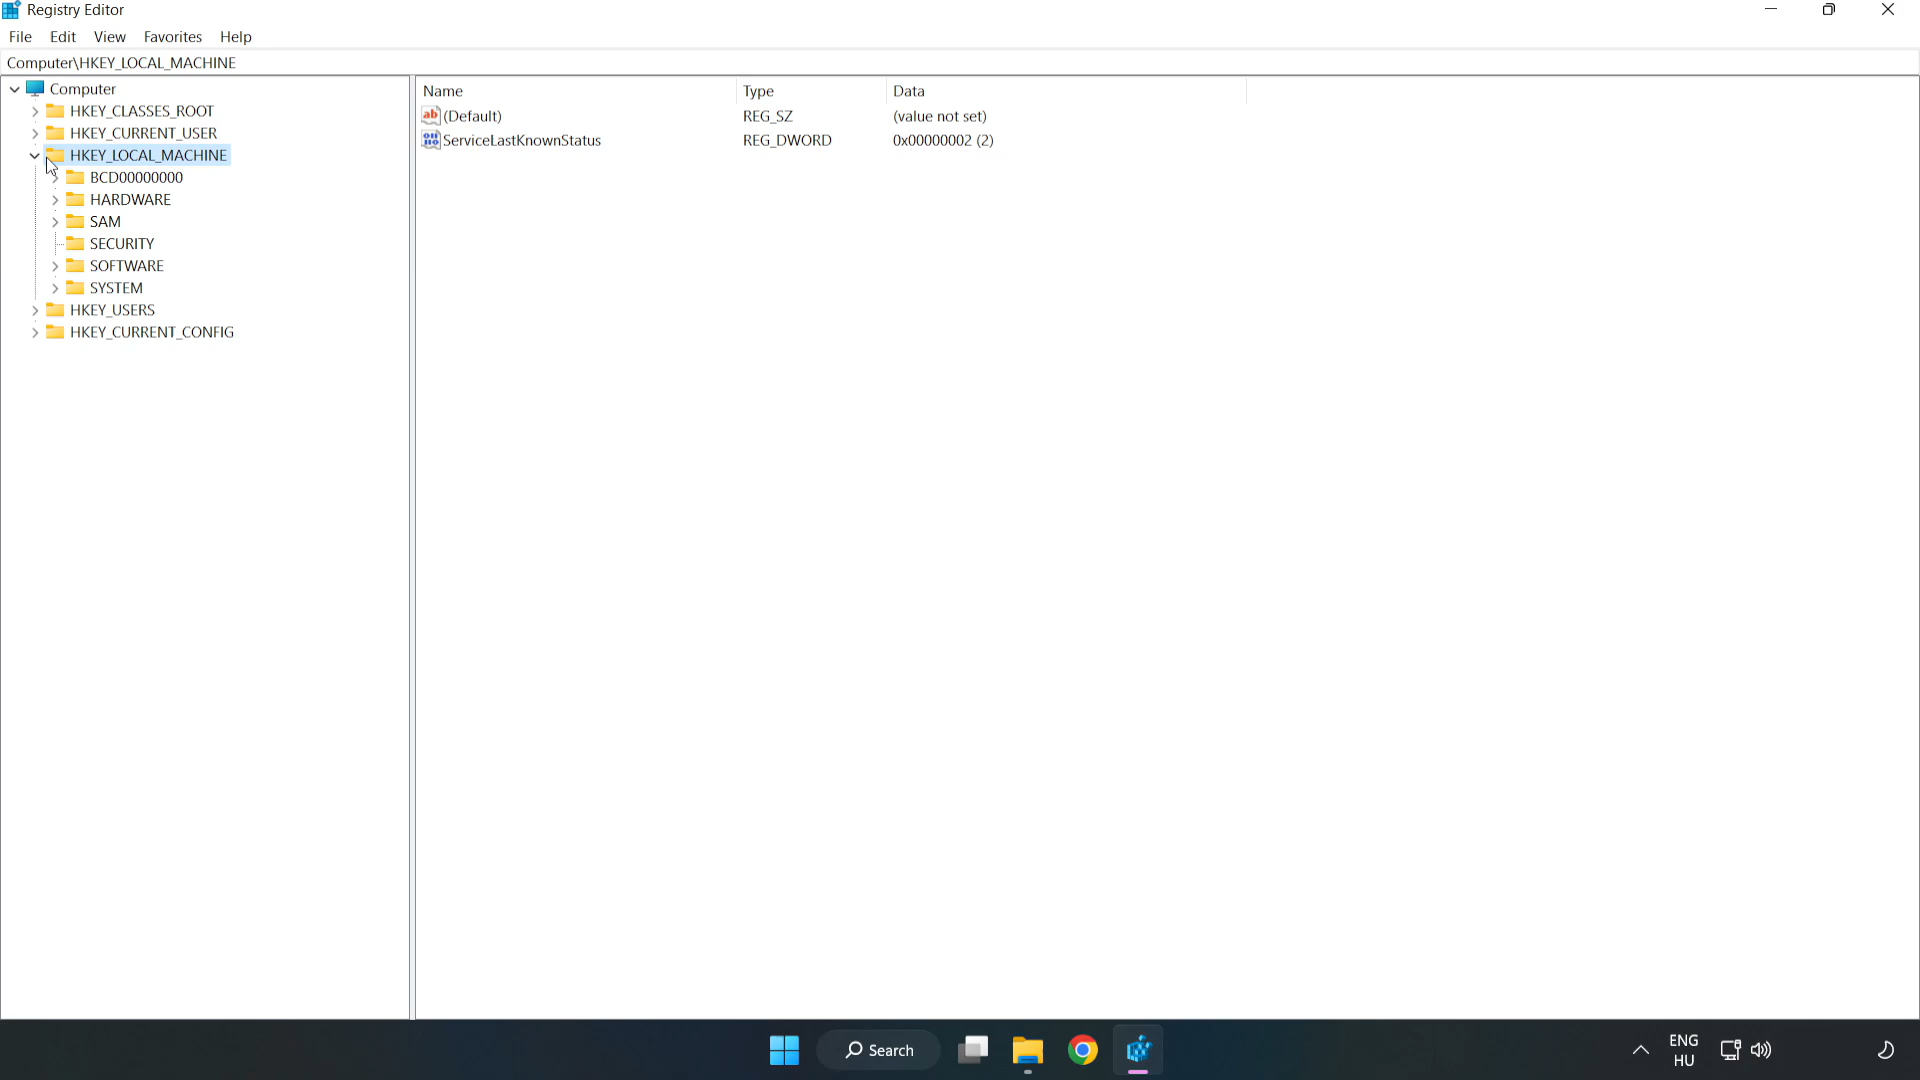 Registry Editor
File Edit View Favorites Help
Computer\HKEY_LOCAL_MACHINE
Computer
HKEY_CLASSES_ROOT
HKEY_CURRENT_USER
HKEY_LOCAL_MACHINE
BCD00000000
HARDWARE
SAM
SECURITY
SOFTWARE
SYSTEM
HKEY_USERS
HKEY_CURRENT_CONFIG
Name Type Data
(Default) REG_SZ (value not set)
ServiceLastKnownStatus REG_DWORD 0x00000002 (2)
Search
ENG
HU